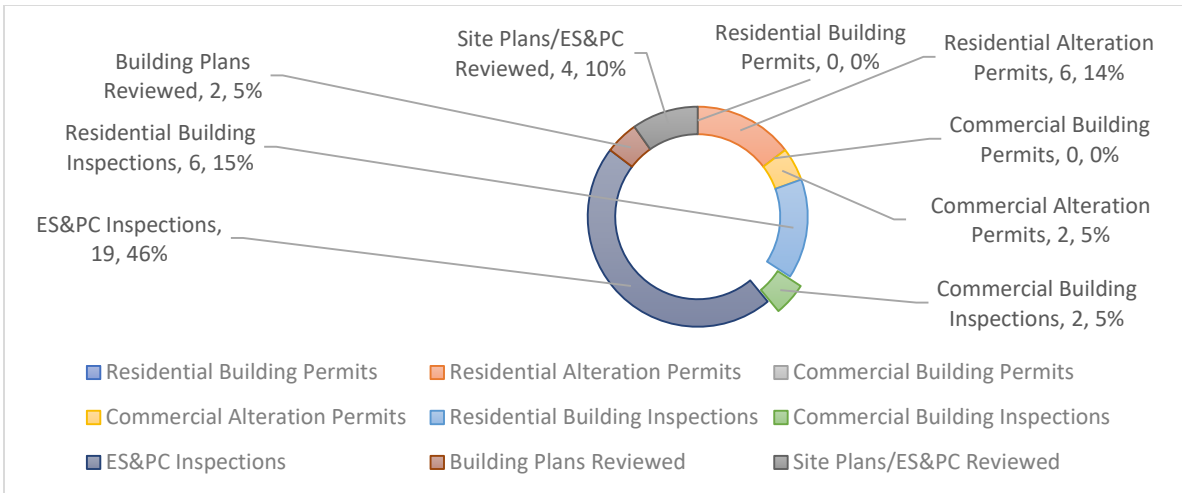 Residential Building
Permits, 0, 0%
Residential Alteration
Permits, 6, 14%
Commercial Building
Permits, 0, 0%
Commercial Alteration
Permits, 2, 5%
Commercial Building
Inspections, 2, 5%
Site Plans/ES&PC
Reviewed, 4, 10%
Building Plans
Reviewed, 2, 5%
Residential Building
Inspections, 6, 15%
ES&PC Inspections,
19, 46%
Residential Building Permits
Residential Alteration Permits
Commercial Building Permits
Commercial Alteration Permits
Residential Building Inspections
Commercial Building Inspections
ES&PC Inspections
Building Plans Reviewed
Site Plans/ES&PC Reviewed